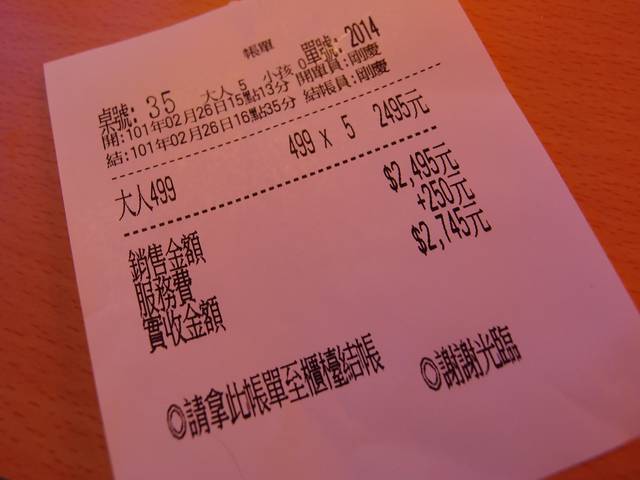 帳單
桌號: 35 大人 5 小孩 0 單號: 2014
開:101年02月26日15點13分 開單員:剛慶
結:101年02月26日16點35分 結帳員:剛慶
大人499 499 x 5 2495元
銷售金額 $2,495元
服務費 +250元
實收金額 $2,745元
◎請拿此帳單至櫃檯結帳 ◎謝謝光臨